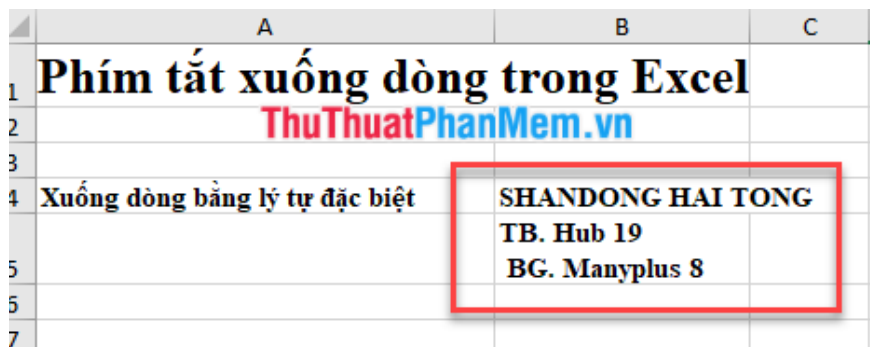 A B C
1 Phím tắt xuống dòng trong Excel
2 ThuThuatPhanMem.vn
3
4 Xuống dòng bằng lý tự đặc biệt SHANDONG HAI TONG
TB. Hub 19
5 BG. Manyplus 8
6
7